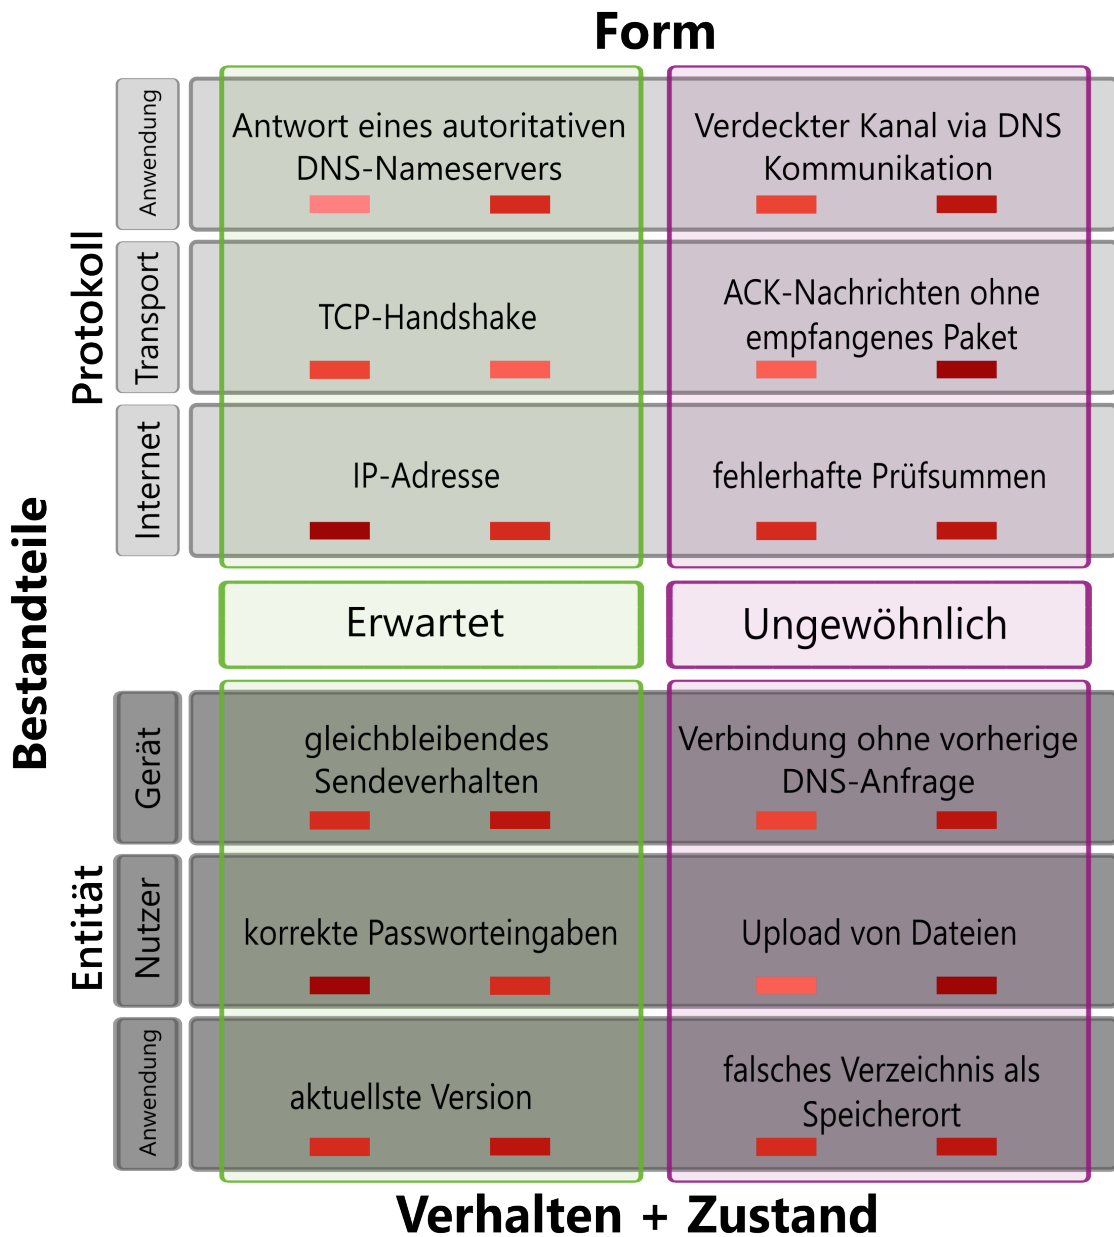 Form
Bestandteile
Protokoll
Anwendung
Antwort eines autoritativen
DNS-Nameservers
Verdeckter Kanal via DNS
Kommunikation
Transport
TCP-Handshake
ACK-Nachrichten ohne
empfangenes Paket
Internet
IP-Adresse
fehlerhafte Prüfsummen
Erwartet
Ungewöhnlich
Entität
Gerät
gleichbleibendes
Sendeverhalten
Verbindung ohne vorherige
DNS-Anfrage
Nutzer
korrekte Passworteingaben
Upload von Dateien
Anwendung
aktuellste Version
falsches Verzeichnis als
Speicherort
Verhalten + Zustand